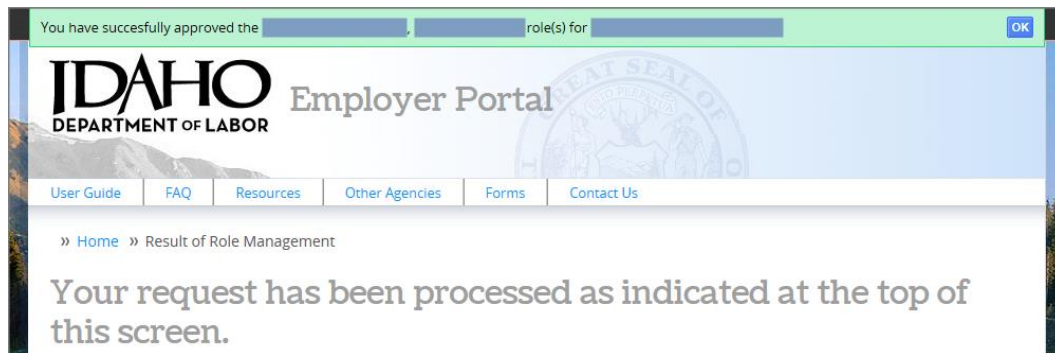 You have succesfully approved the , role(s) for OK
IDAHO
DEPARTMENT OF LABOR
Employer Portal
User Guide FAQ Resources Other Agencies Forms Contact Us
» Home » Result of Role Management
Your request has been processed as indicated at the top of
this screen.